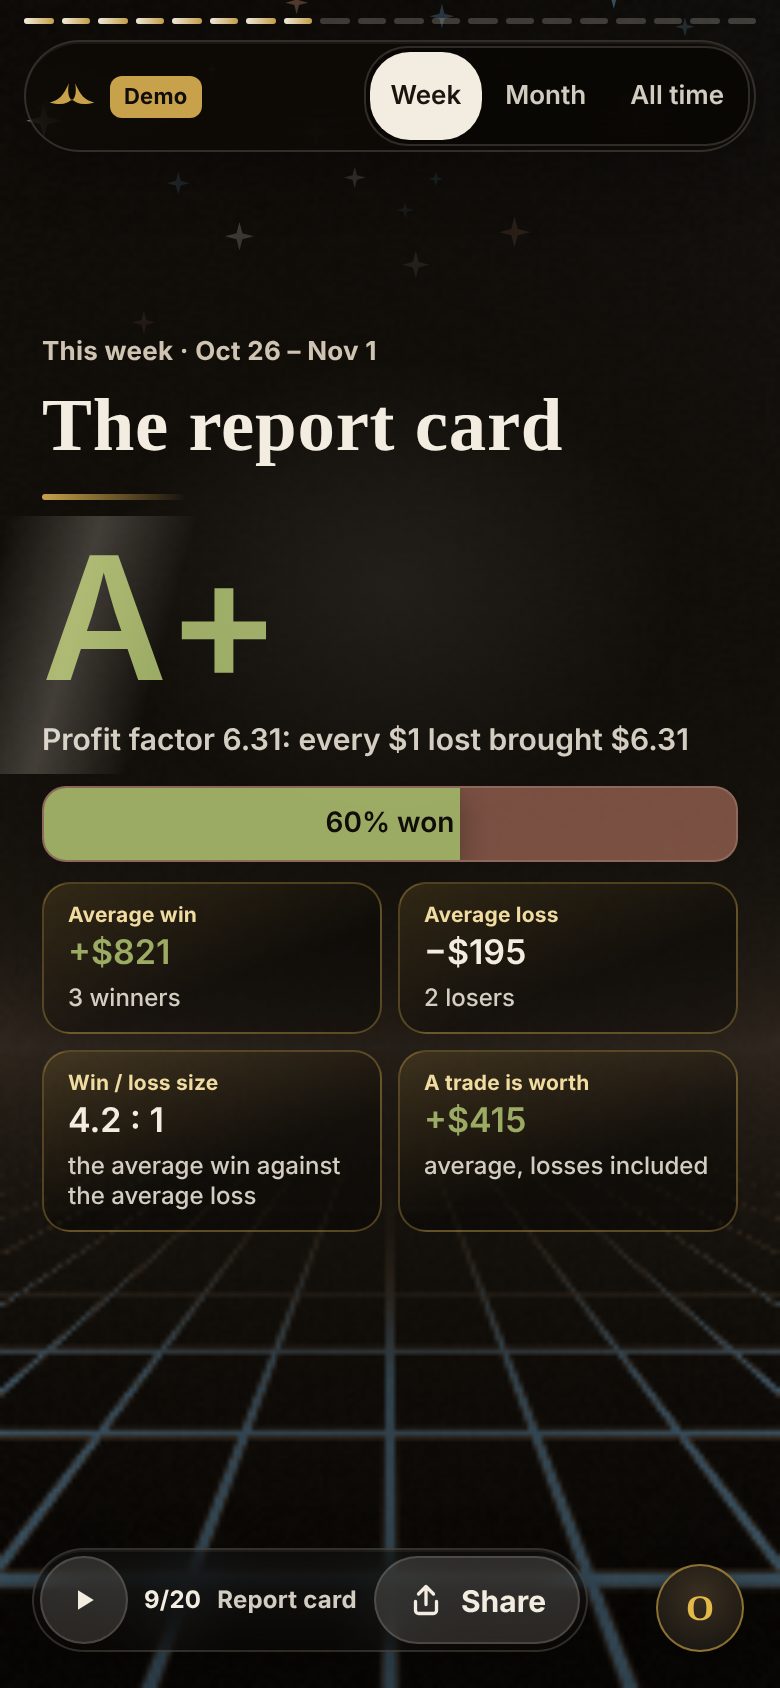 Demo
Week
Month
All time
This week · Oct 26 – Nov 1
The report card
A+
Profit factor 6.31: every $1 lost brought $6.31
60% won
Average win
+$821
3 winners
Average loss
−$195
2 losers
Win / loss size
4.2 : 1
the average win against
the average loss
A trade is worth
+$415
average, losses included
9/20 Report card
Share
O